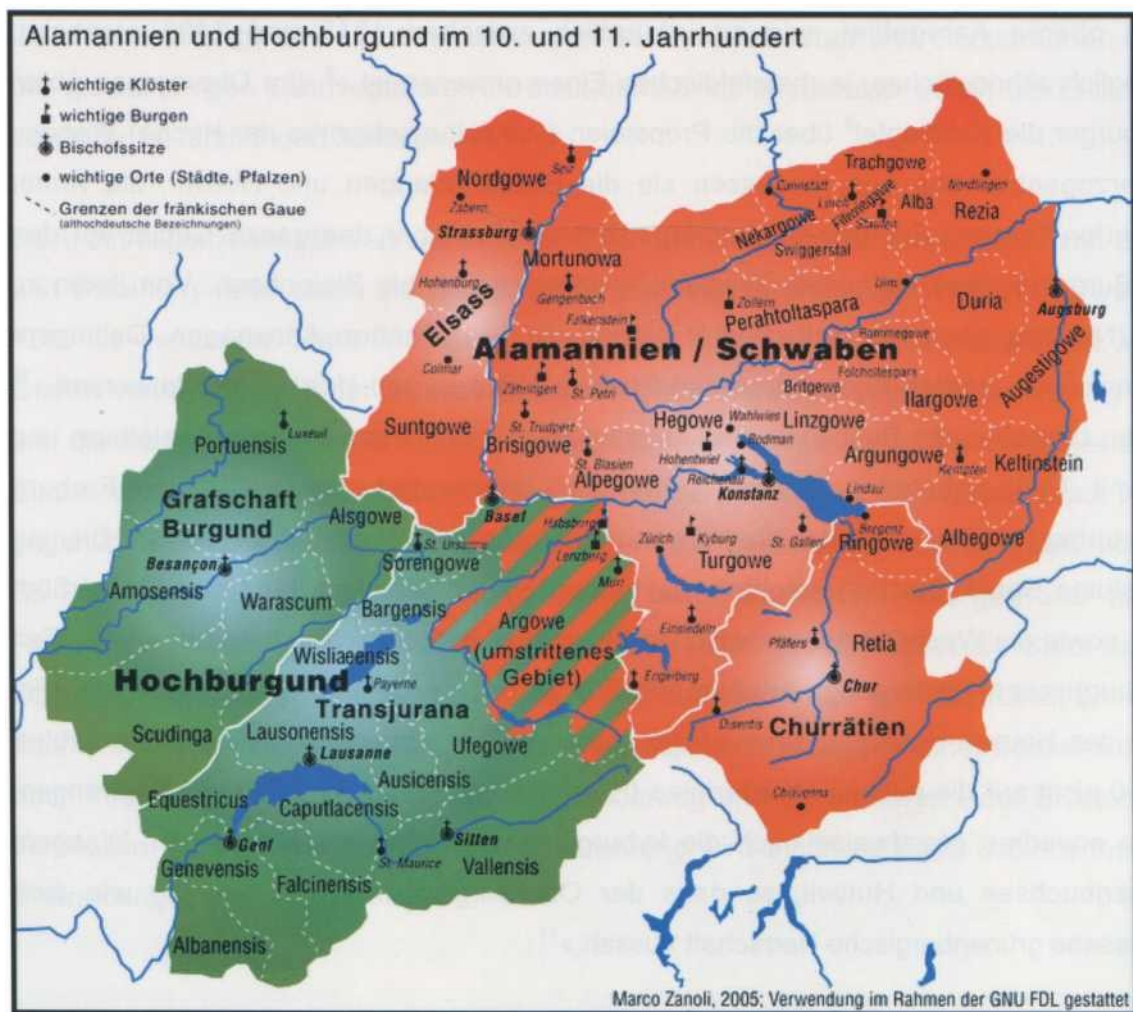 Alamannien und Hochburgund im 10. und 11. Jahrhundert
wichtige Klöster
wichtige Burgen
Bischofssitze
wichtige Orte (Städte, Pfalzen)
Grenzen der fränkischen Gaue
(althochdeutsche Bezeichnungen)
Selz
Nordgowe
Zabern
Strassburg
Hohenburg
Elsass
Colmar
Suntgowe
Mortunowa
Gengenbach
Falkenstein
Trachgowe
Cannstatt
Lorch
Filerigowe
Staufen
Alba
Nördlingen
Rezia
Nekargowe
Swiggerstal
Zollern
Perahtoltaspara
Ulm
Duria
Augsburg
Rammegowe
Folcholtespara
Alamannien / Schwaben
Augestigowe
Zähringen
St. Petri
St. Trudpert
Brisigowe
St. Blasien
Alpegowe
Britgewe
Illargowe
Hegowe
Wahlwies
Linzgowe
Bodman
Hohentwiel
Reichenau
Konstanz
Argungowe
Kempten
Keltinstein
Lindau
Bregenz
Ringowe
Albegowe
Luxeuil
Portuensis
Grafschaft
Burgund
Alsgowe
Basel
St. Ursanne
Sorengowe
Habsburg
Lenzburg
Muri
Zürich
Kyburg
Turgowe
St. Gallen
Besançon
Amosensis
Warascum
Bargensis
Argowe
(umstrittenes
Gebiet)
Einsiedeln
Pfäfers
Retia
Wisliacensis
Payerne
Hochburgund
Transjurana
Engelberg
Chur
Disentis
Churrätien
Scudinga
Lausonensis
Lausanne
Ufegowe
Ausicensis
Equestricus
Caputlacensis
Chiavenna
Genf
Sitten
St. Maurice
Genevensis
Falcinensis
Vallensis
Albanensis
Marco Zanoli, 2005; Verwendung im Rahmen der GNU FDL gestattet